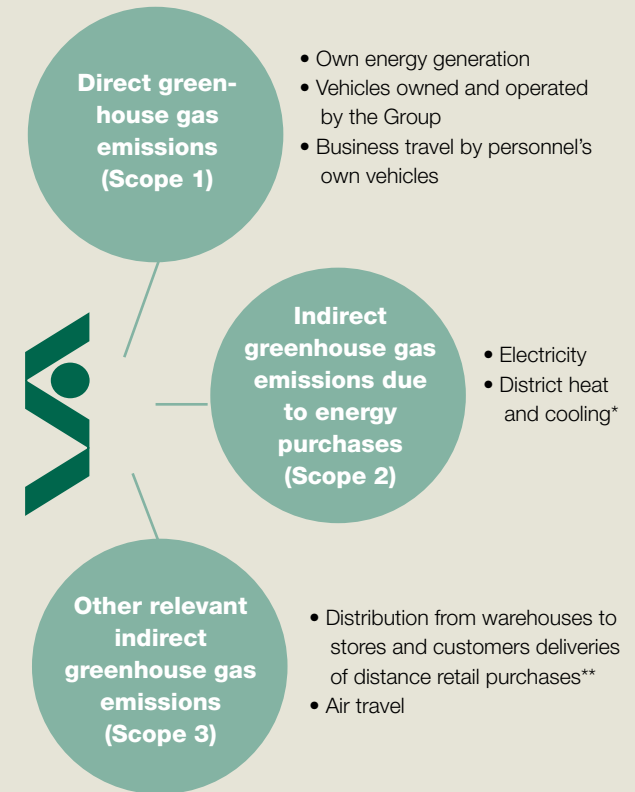 Direct green-
house gas
emissions
(Scope 1)
• Own energy generation
• Vehicles owned and operated
by the Group
• Business travel by personnel's
own vehicles
Indirect
greenhouse gas
emissions due
to energy
purchases
(Scope 2)
• Electricity
• District heat
and cooling*
Other relevant
indirect
greenhouse gas
emissions
(Scope 3)
• Distribution from warehouses to
stores and customers deliveries
of distance retail purchases**
• Air travel